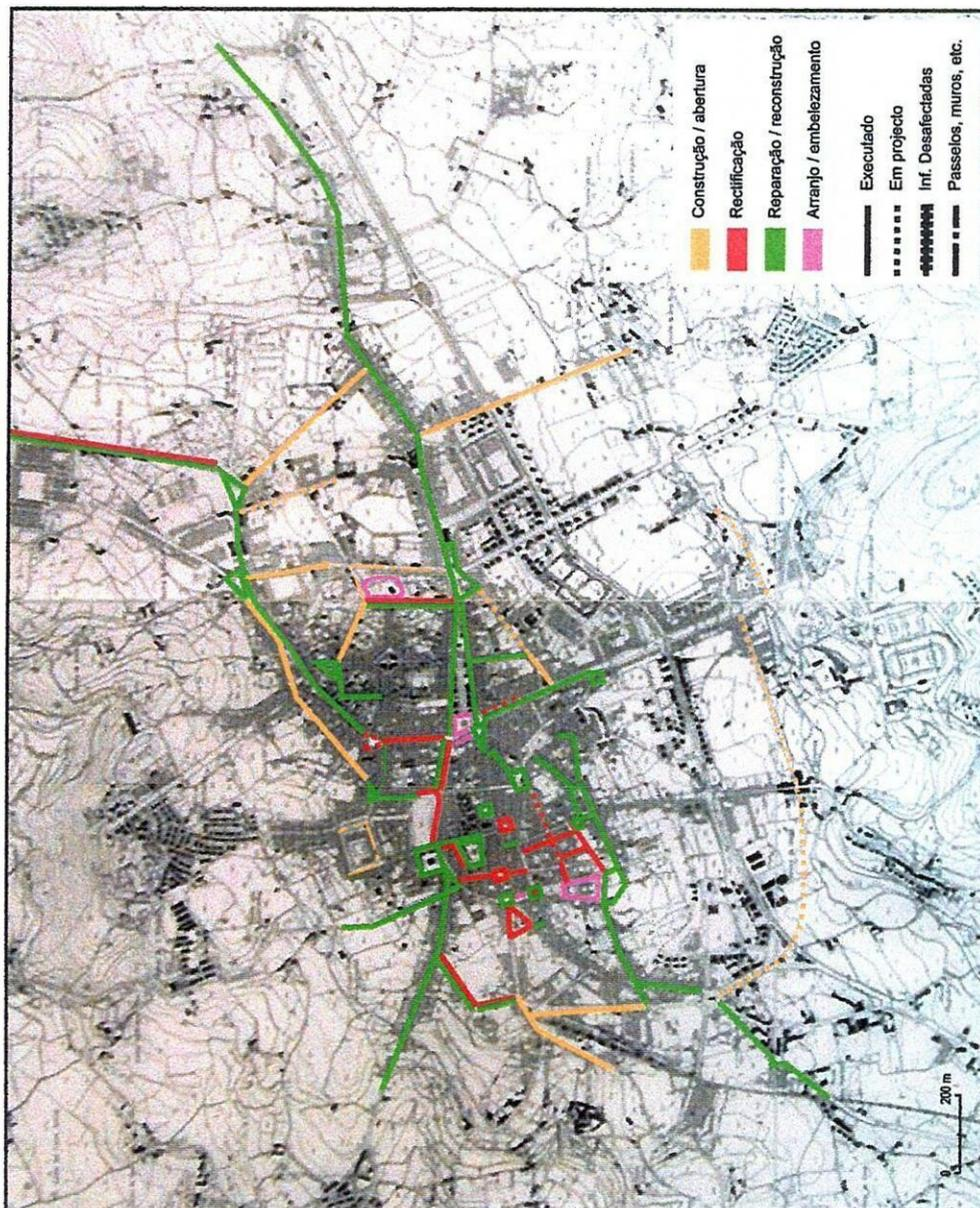 Construção / abertura
Rectificação
Reparação / reconstrução
Arranjo / embelezamento
Executado
Em projecto
Inf. Desafectadas
Passeios, muros, etc.
0 200 m